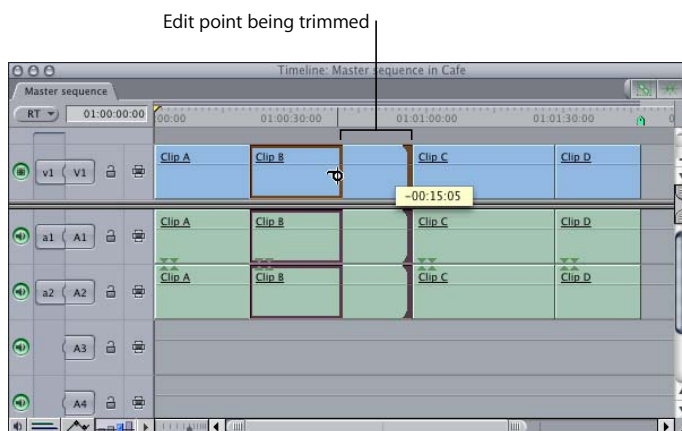 Edit point being trimmed
Timeline: Master sequence in Cafe
Master sequence
RT 01:00:00:00 :00:00 01:00:30:00 01:01:00:00 01:01:30:00 0
v1 V1 Clip A Clip B Clip C Clip D
-00:15:05
a1 A1 Clip A Clip B Clip C Clip D
a2 A2 Clip A Clip B Clip C Clip D
A3
A4